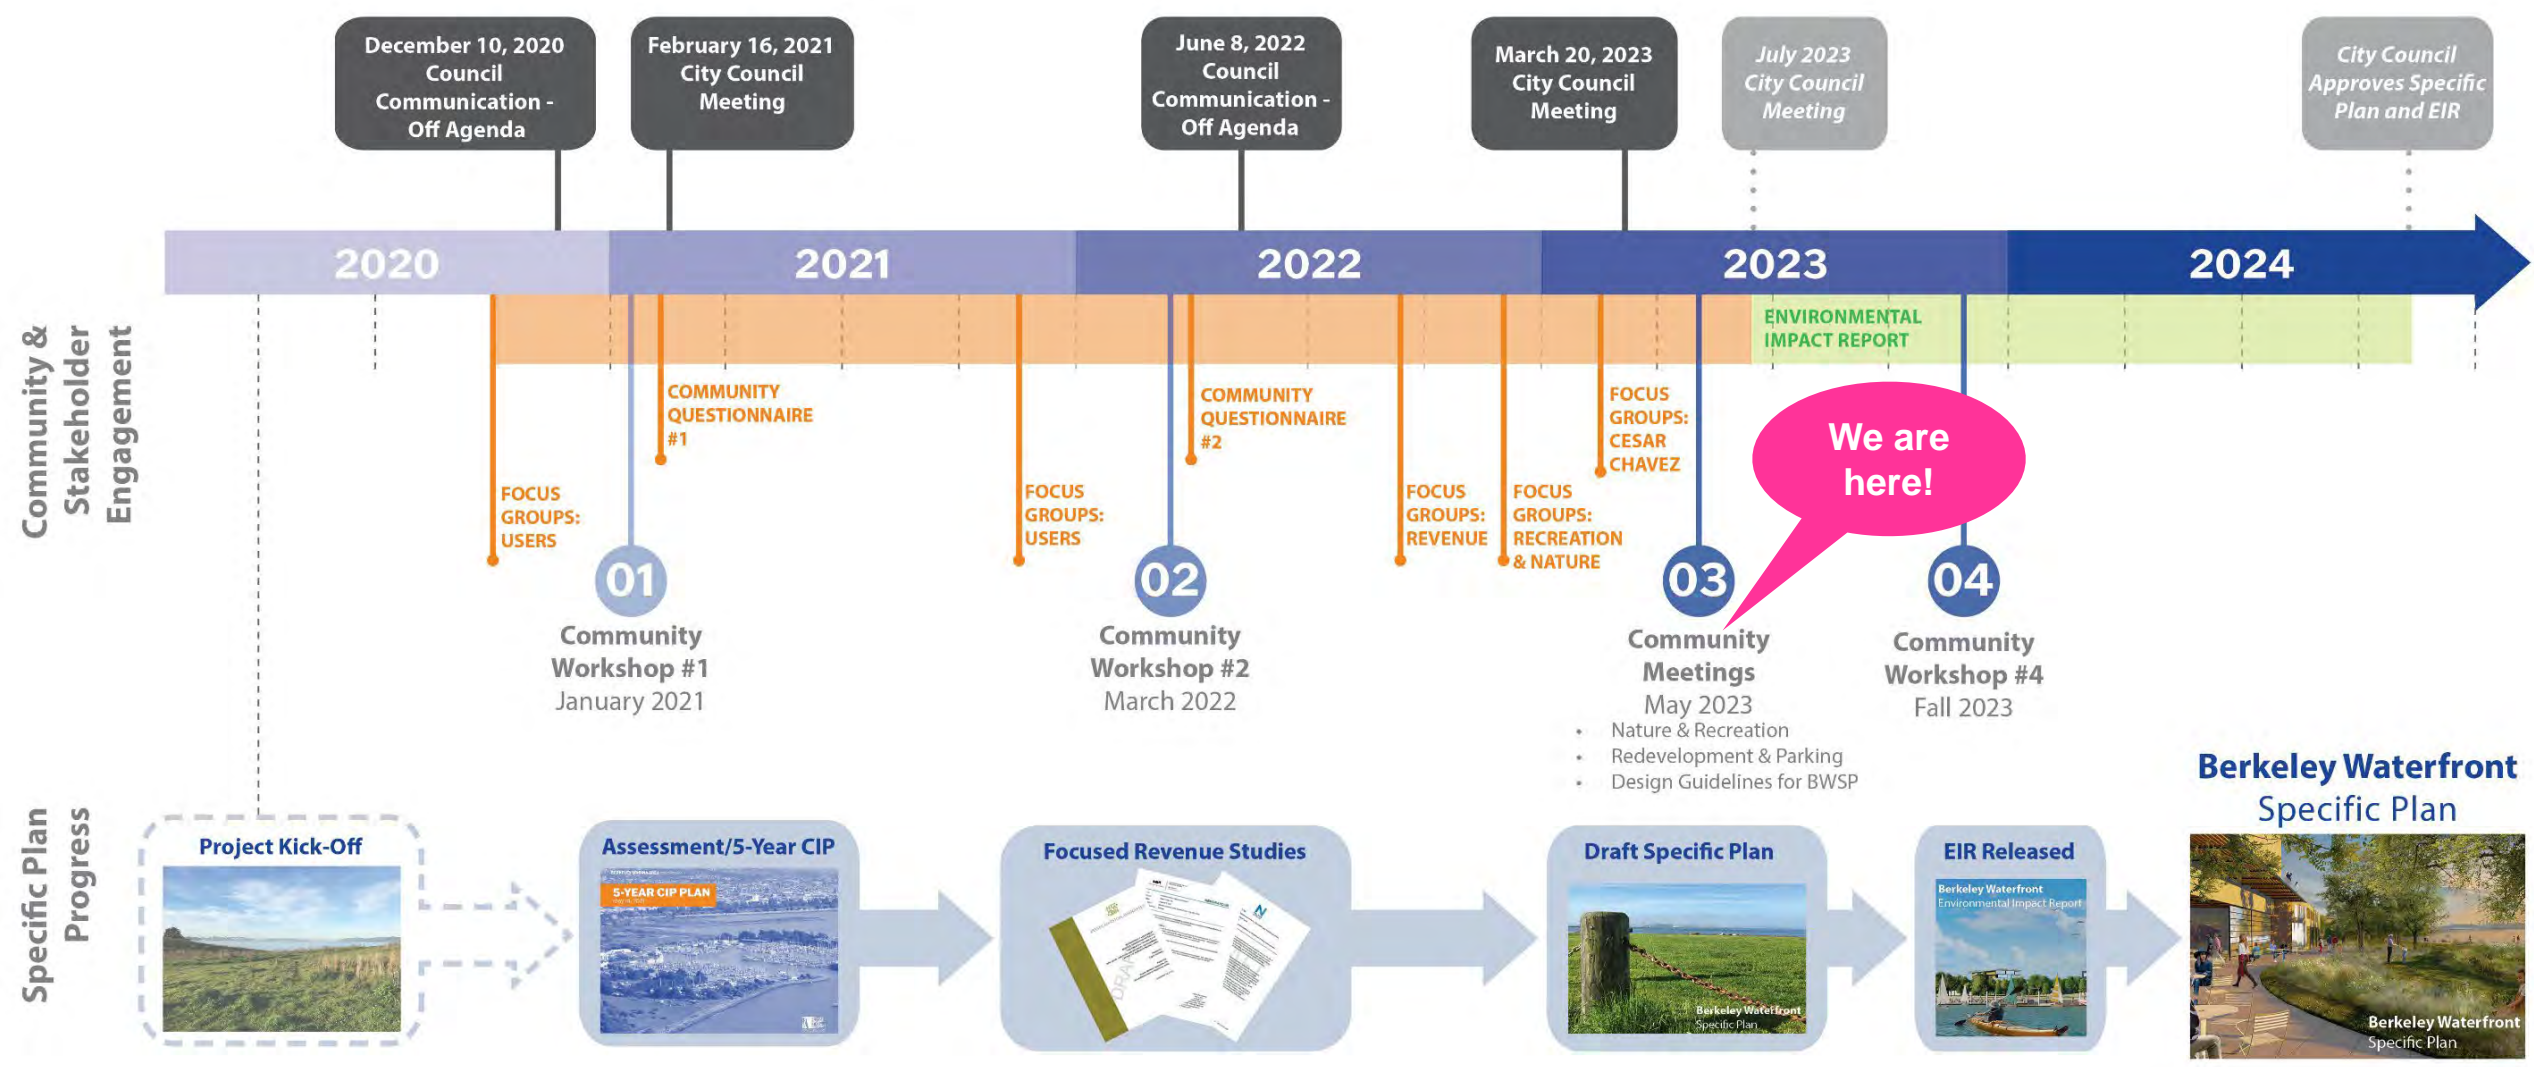 December 10, 2020
Council
Communication -
Off Agenda
February 16, 2021
City Council
Meeting
June 8, 2022
Council
Communication -
Off Agenda
March 20, 2023
City Council
Meeting
July 2023
City Council
Meeting
City Council
Approves Specific
Plan and EIR
2020
2021
2022
2023
2024
Community &
Stakeholder
Engagement
ENVIRONMENTAL
IMPACT REPORT
FOCUS
GROUPS:
USERS
COMMUNITY
QUESTIONNAIRE
#1
FOCUS
GROUPS:
USERS
COMMUNITY
QUESTIONNAIRE
#2
FOCUS
GROUPS:
REVENUE
FOCUS
GROUPS:
RECREATION
& NATURE
FOCUS
GROUPS:
CESAR
CHAVEZ
We are
here!
01
Community
Workshop #1
January 2021
02
Community
Workshop #2
March 2022
03
Community
Meetings
May 2023
• Nature & Recreation
• Redevelopment & Parking
• Design Guidelines for BWSP
04
Community
Workshop #4
Fall 2023
Specific Plan
Progress
Project Kick-Off
Assessment/5-Year CIP
5-YEAR CIP PLAN
Focused Revenue Studies
DRAF
Draft Specific Plan
Berkeley Waterfront
Specific Plan
EIR Released
Berkeley Waterfront
Environmental Impact Report
Berkeley Waterfront
Specific Plan
Berkeley Waterfront
Specific Plan